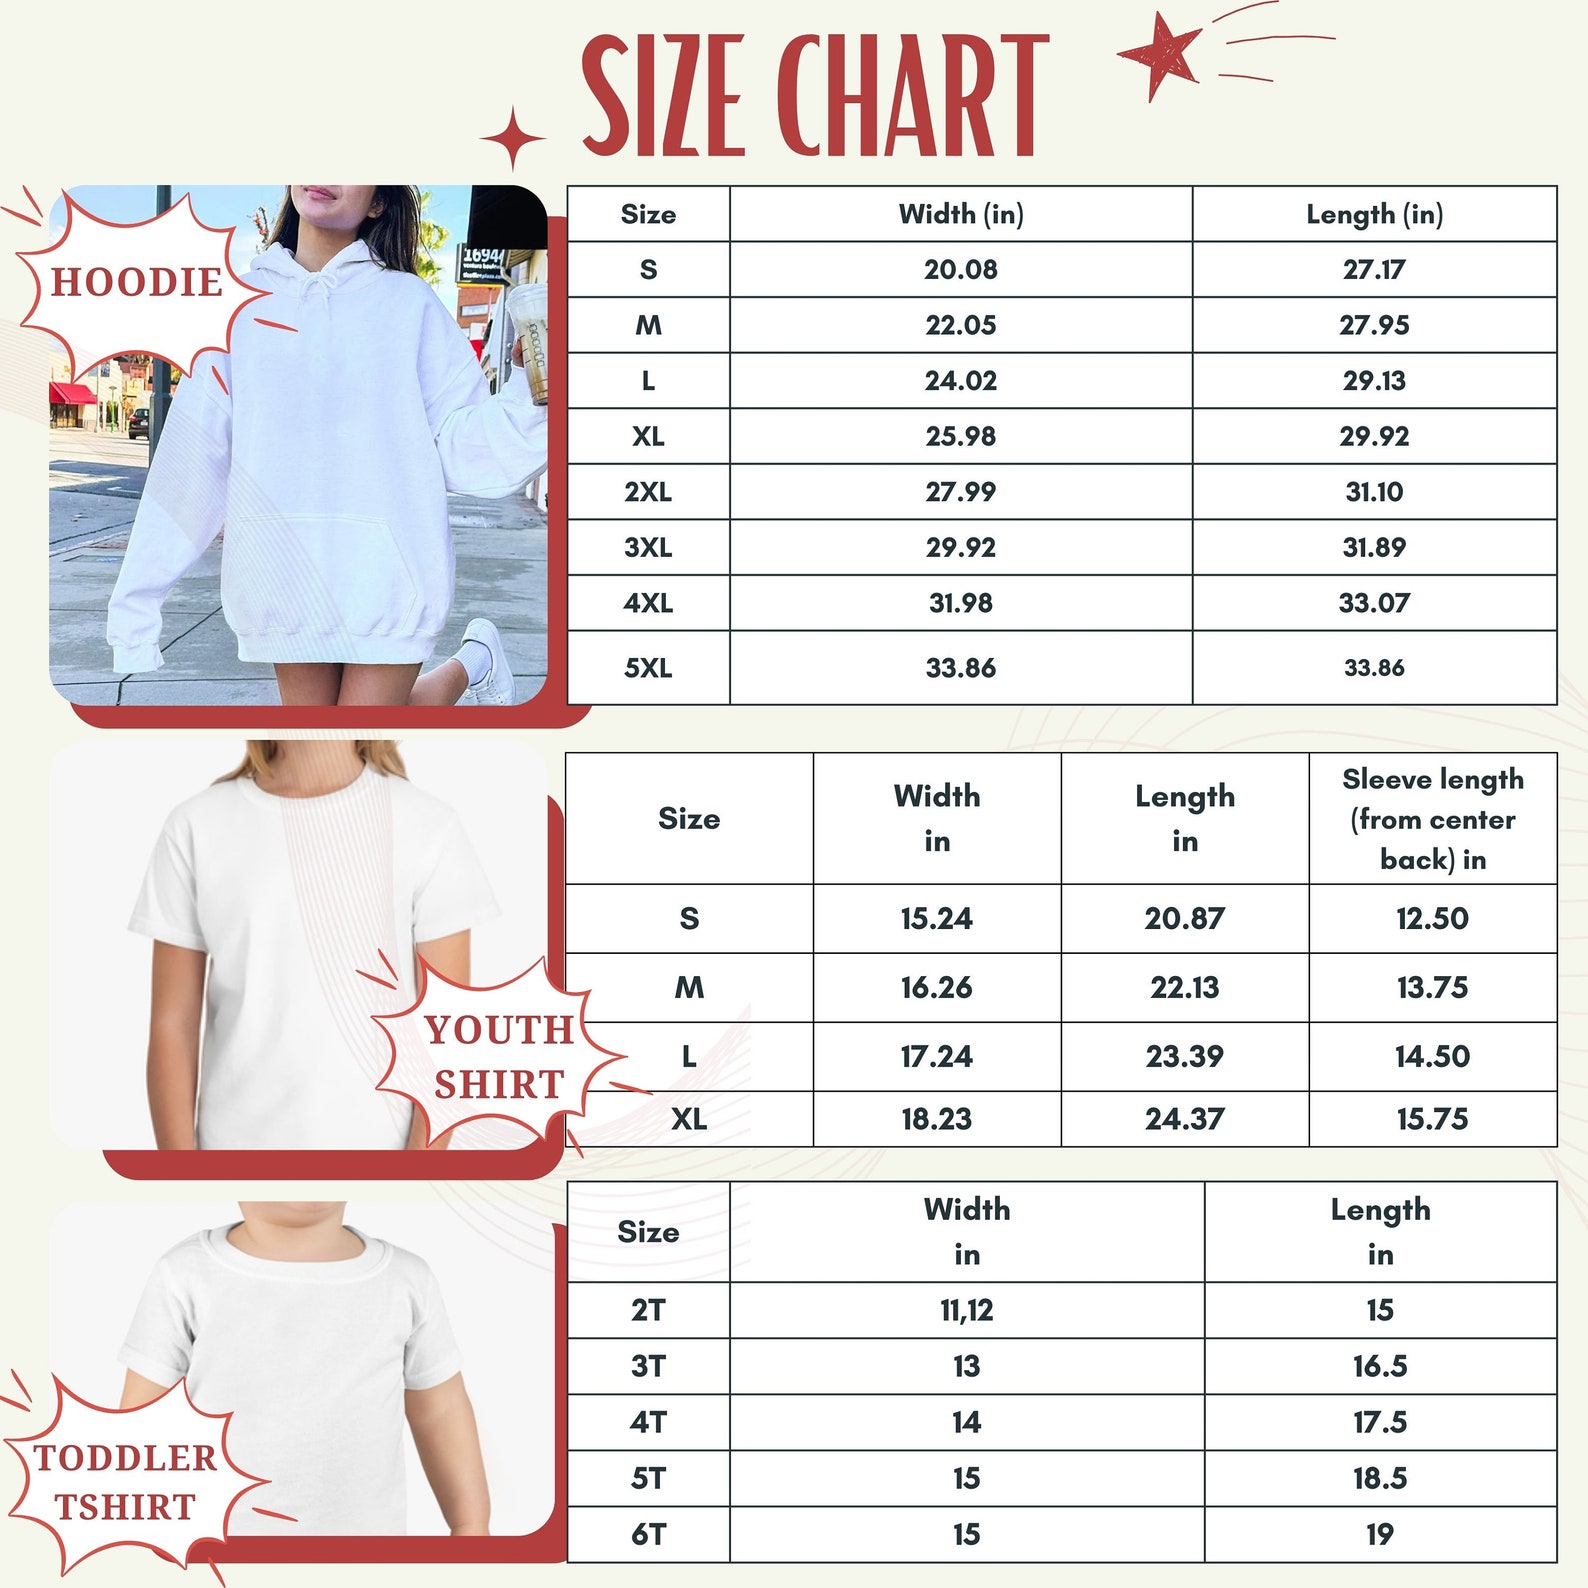 SIZE CHART
HOODIE
1694
Size Width (in) Length (in)
S 20.08 27.17
M 22.05 27.95
L 24.02 29.13
XL 25.98 29.92
2XL 27.99 31.10
3XL 29.92 31.89
4XL 31.98 33.07
5XL 33.86 33.86
YOUTH
SHIRT
Size Width in Length in Sleeve length (from center back) in
S 15.24 20.87 12.50
M 16.26 22.13 13.75
L 17.24 23.39 14.50
XL 18.23 24.37 15.75
TODDLER
TSHIRT
Size Width in Length in
2T 11,12 15
3T 13 16.5
4T 14 17.5
5T 15 18.5
6T 15 19